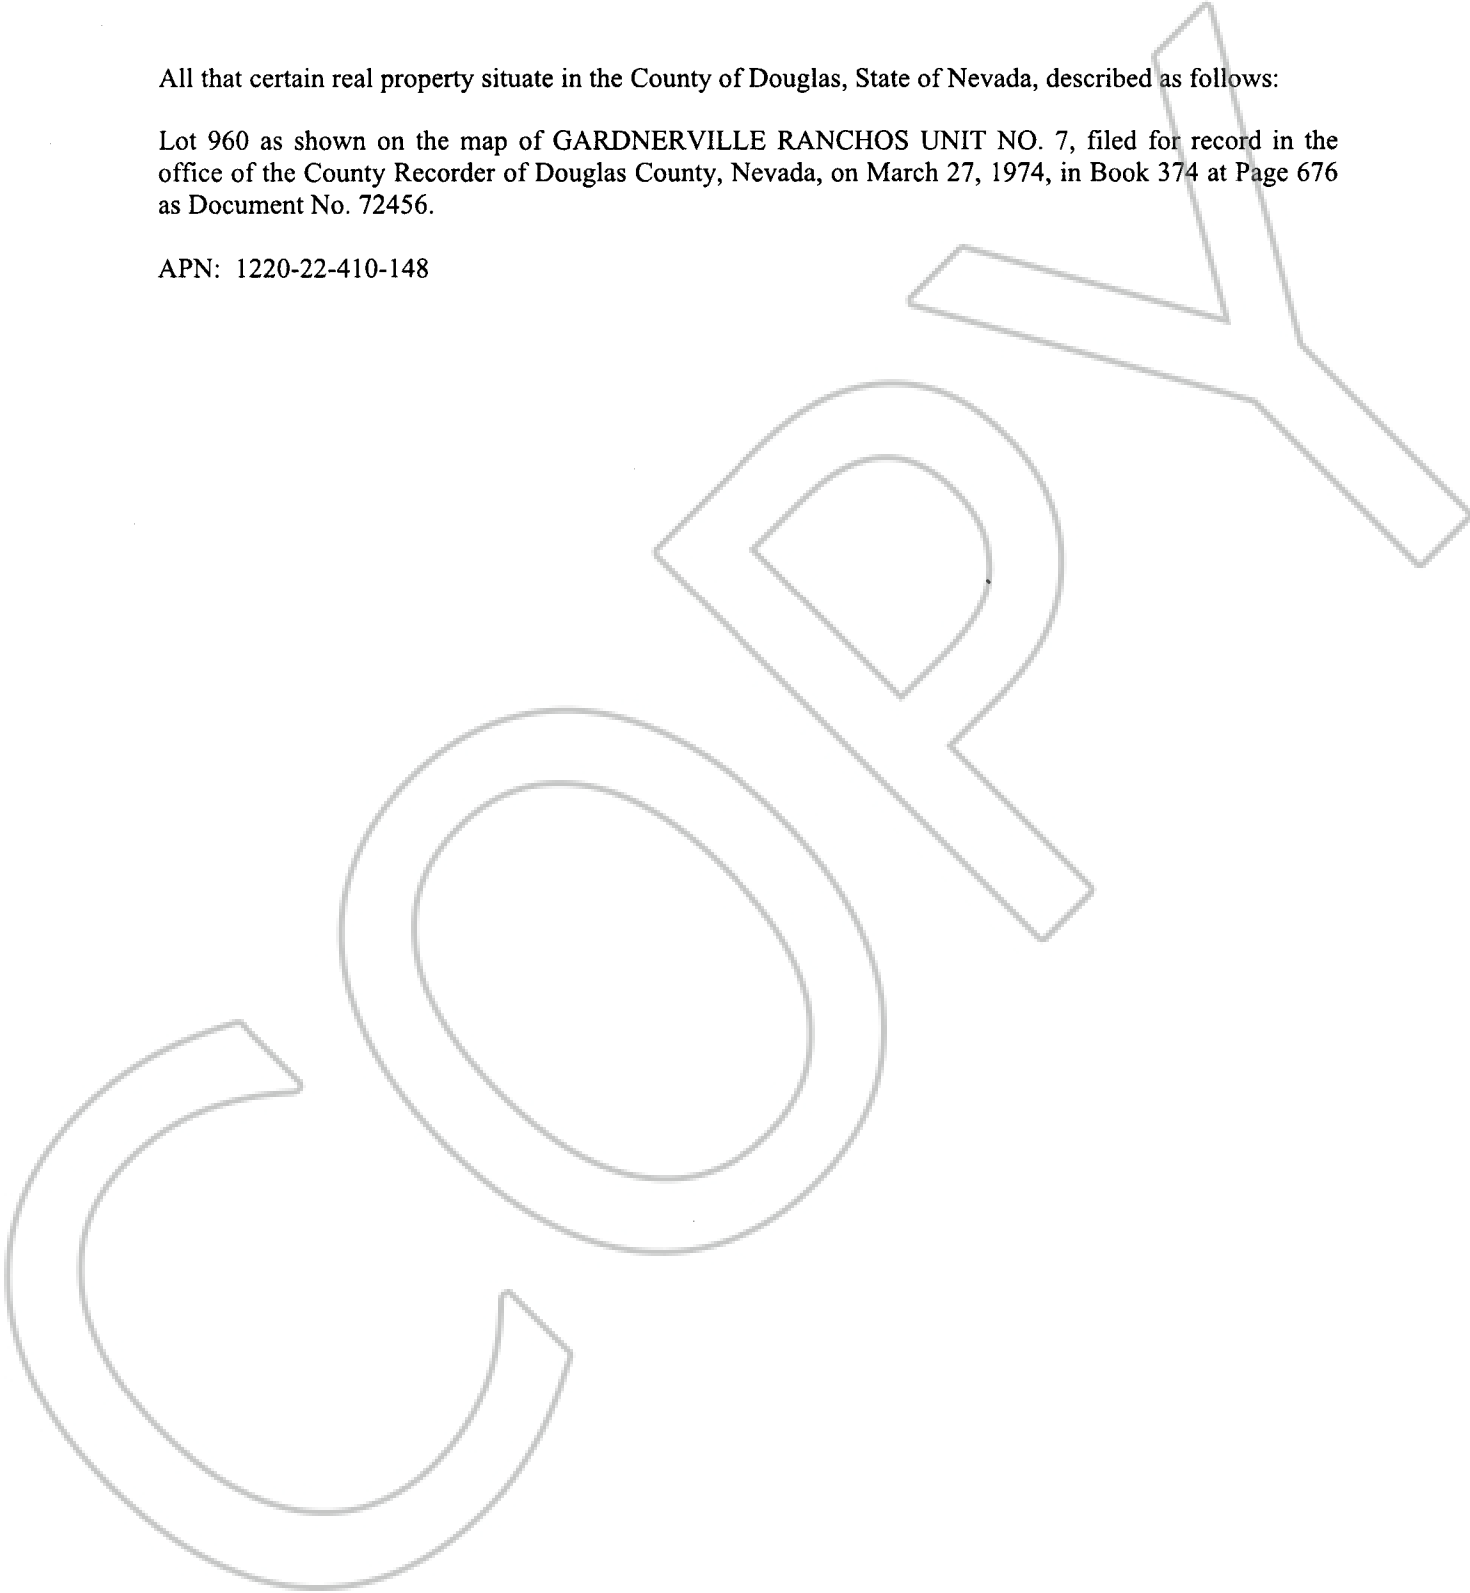 All that certain real property situate in the County of Douglas, State of Nevada, described as follows:
Lot 960 as shown on the map of GARDNERVILLE RANCHOS UNIT NO. 7, filed for record in the
office of the County Recorder of Douglas County, Nevada, on March 27, 1974, in Book 374 at Page 676
as Document No. 72456.
APN: 1220-22-410-148
COPY